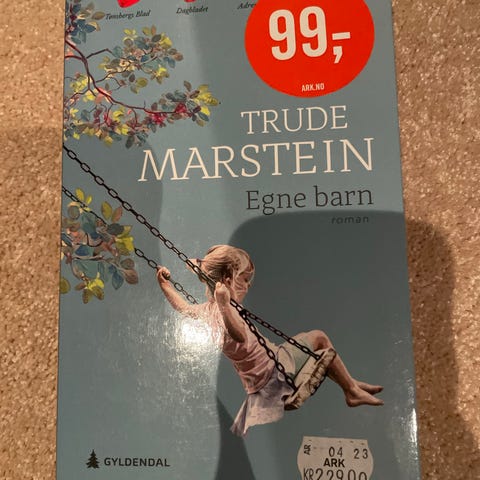 Tønsbergs Blad
Dagbladet
99,-
ARK.NO
TRUDE
MARSTEIN
Egne barn
roman
GYLDENDAL
04 23
ARK
KR229.00